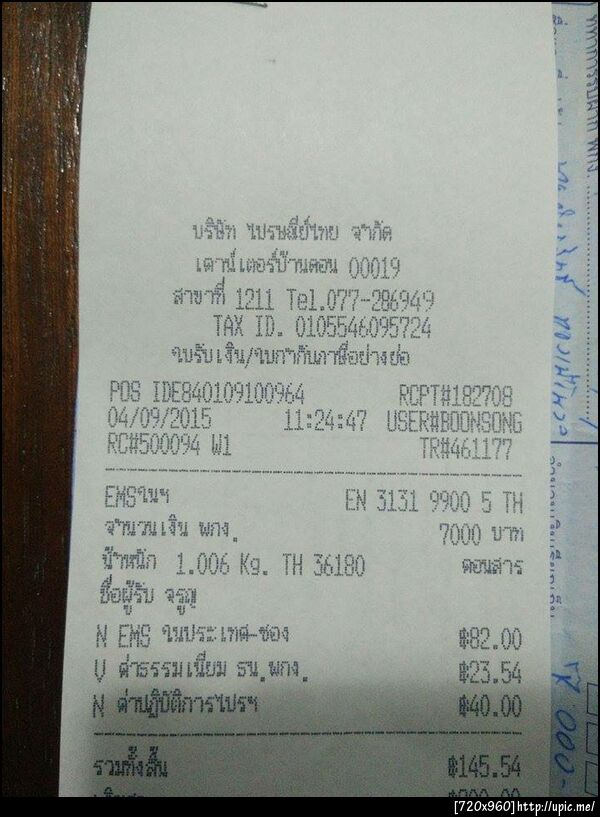 บริษัท ไปรษณีย์ไทย จำกัด
เคาน์เตอร์บ้านดอน 00019
สาขาที่ 1211 Tel.077-286949
TAX ID. 0105546095724
ใบรับเงิน/ใบกำกับภาษีอย่างย่อ
POS IDE840109100964 RCPT#182708
04/09/2015 11:24:47 USER#BOONSONG
RC#500094 W1 TR#461177
EMSในฯ EN 3131 9900 5 TH
จำนวนเงิน พกง. 7000 บาท
น้ำหนัก 1.006 Kg. TH 36180 คอนสาร
ชื่อผู้รับ จรูญ
N EMS ในประเทศ-ซอง ฿82.00
V ค่าธรรมเนียม ธน.พกง. ฿23.54
N ค่าปฏิบัติการไปรฯ ฿40.00
รวมทั้งสิ้น ฿145.54
[720x960]http://upic.me/